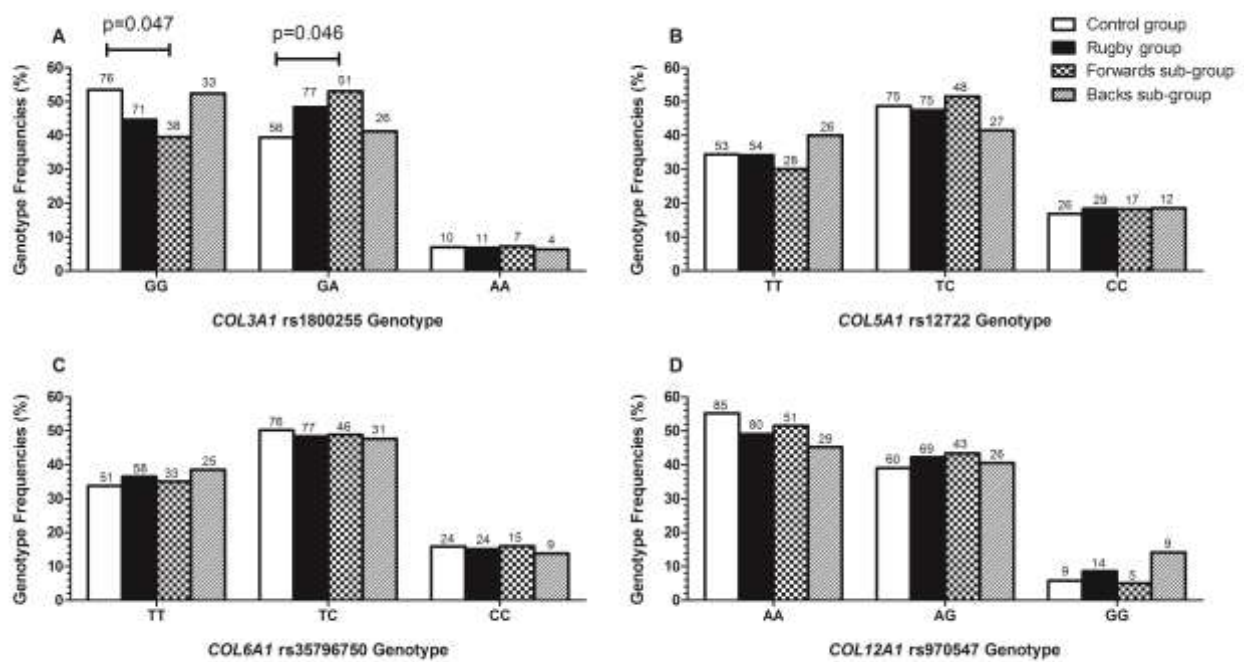 A
p=0.047
p=0.046
B
Control group
Rugby group
Forwards sub-group
Backs sub-group
Genotype Frequencies (%)
60
50
40
30
20
10
0
76
71
38
33
77
51
26
10
11
7
4
GG
GA
AA
COL3A1 rs1800255 Genotype
Genotype Frequencies (%)
60
50
40
30
20
10
0
53
54
28
26
75
75
48
27
26
29
17
12
TT
TC
CC
COL5A1 rs12722 Genotype
C
Genotype Frequencies (%)
60
50
40
30
20
10
0
51
58
33
25
76
77
46
31
24
24
15
9
TT
TC
CC
COL6A1 rs35796750 Genotype
D
Genotype Frequencies (%)
60
50
40
30
20
10
0
85
80
51
29
60
69
43
26
9
14
5
9
AA
AG
GG
COL12A1 rs970547 Genotype